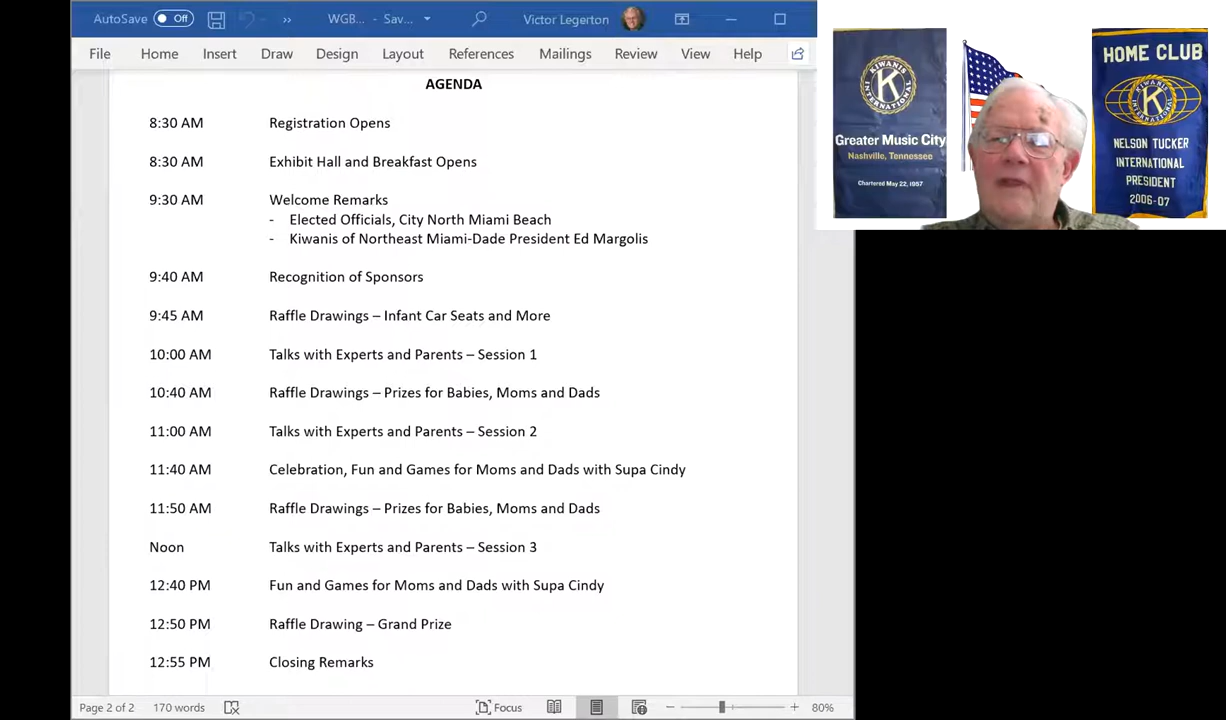 AutoSave Off WGB... - Sav... Victor Legerton
File Home Insert Draw Design Layout References Mailings Review View Help
AGENDA
8:30 AM Registration Opens
8:30 AM Exhibit Hall and Breakfast Opens
9:30 AM Welcome Remarks
- Elected Officials, City North Miami Beach
- Kiwanis of Northeast Miami-Dade President Ed Margolis
9:40 AM Recognition of Sponsors
9:45 AM Raffle Drawings – Infant Car Seats and More
10:00 AM Talks with Experts and Parents – Session 1
10:40 AM Raffle Drawings – Prizes for Babies, Moms and Dads
11:00 AM Talks with Experts and Parents – Session 2
11:40 AM Celebration, Fun and Games for Moms and Dads with Supa Cindy
11:50 AM Raffle Drawings – Prizes for Babies, Moms and Dads
Noon Talks with Experts and Parents – Session 3
12:40 PM Fun and Games for Moms and Dads with Supa Cindy
12:50 PM Raffle Drawing – Grand Prize
12:55 PM Closing Remarks
Page 2 of 2 170 words Focus 80%
KIWANIS
K
INTERNATIONAL
Greater Music City
Nashville, Tennessee
Chartered May 22, 1957
HOME CLUB
KIWANIS
K
INTERNATIONAL
NELSON TUCKER
INTERNATIONAL
PRESIDENT
2006-07